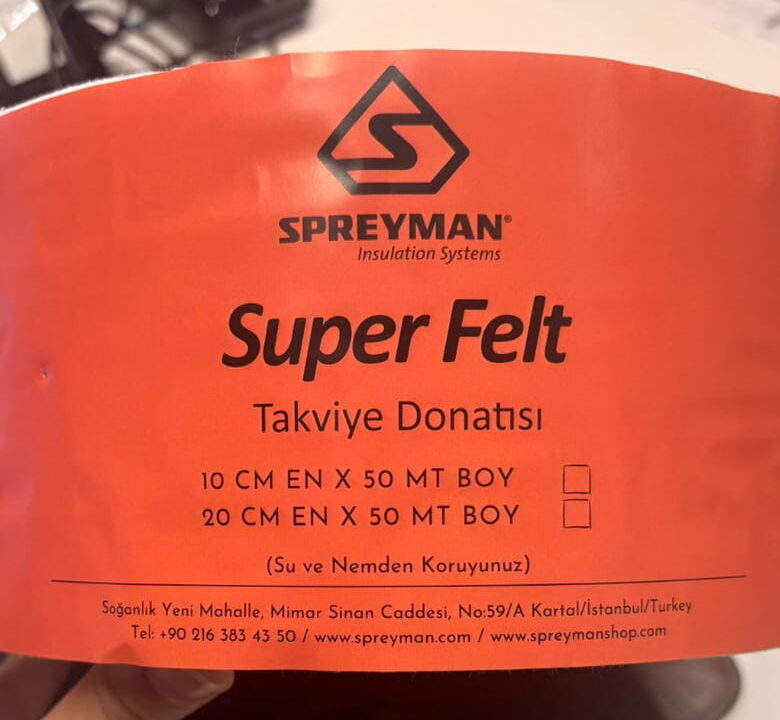 S
SPREYMAN®
Insulation Systems
Super Felt
Takviye Donatısı
10 CM EN X 50 MT BOY
20 CM EN X 50 MT BOY
(Su ve Nemden Koruyunuz)
Soğanlık Yeni Mahalle, Mimar Sinan Caddesi, No:59/A Kartal/İstanbul/Turkey
Tel: +90 216 383 43 50 / www.spreyman.com / www.spreymanshop.com